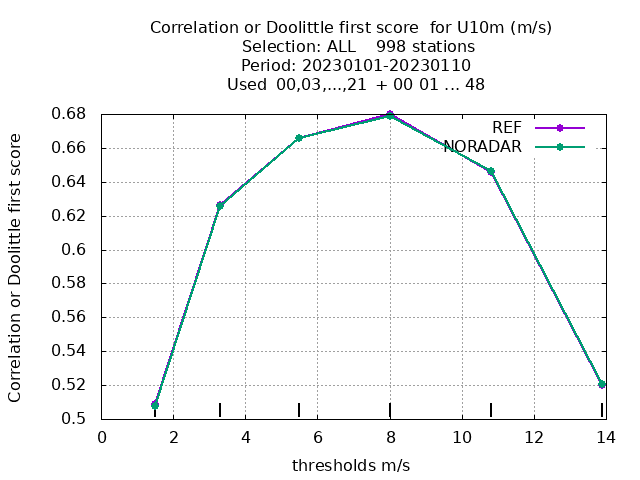 Correlation or Doolittle first score  for U10m (m/s)
Selection: ALL    998 stations
Period: 20230101-20230110
Used  00,03,...,21  + 00 01 ... 48
Correlation or Doolittle first score
0.68
0.66
0.64
0.62
0.6
0.58
0.56
0.54
0.52
0.5
REF
NORADAR
0 2 4 6 8 10 12 14
thresholds m/s